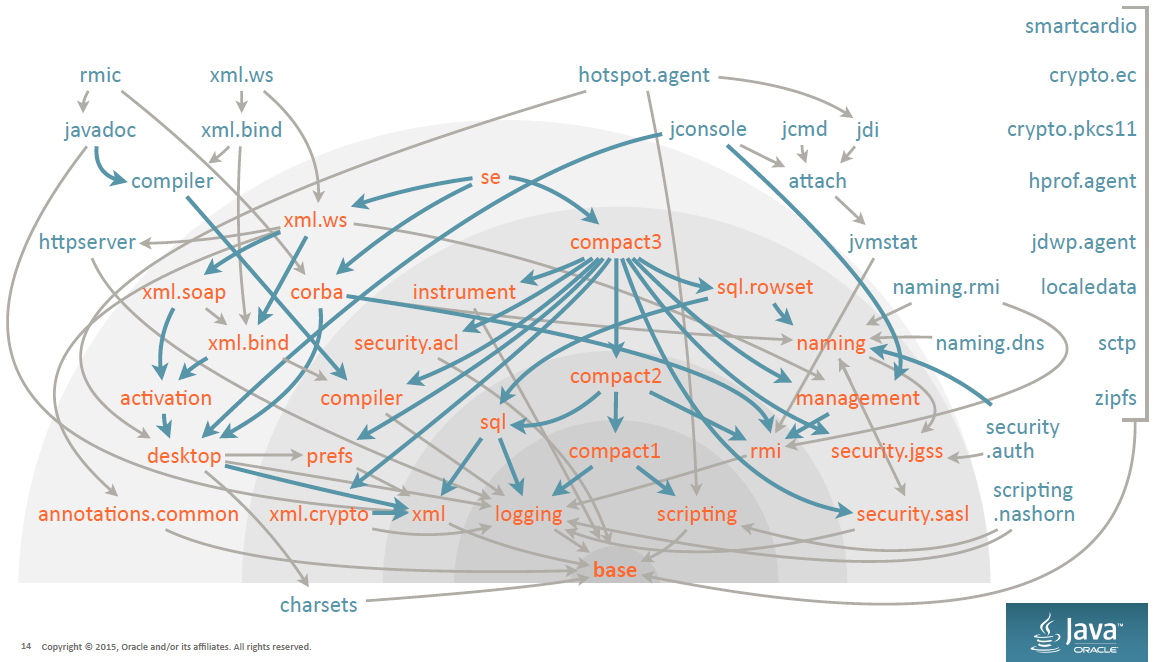 smartcardio
rmic
xml.ws
hotspot.agent
crypto.ec
javadoc
xml.bind
jconsole
jcmd
jdi
crypto.pkcs11
compiler
se
attach
hprof.agent
xml.ws
httpserver
compact3
jvmstat
jdwp.agent
xml.soap
corba
instrument
sql.rowset
naming.rmi
localedata
xml.bind
security.acl
naming
naming.dns
sctp
activation
compiler
compact2
management
zipfs
sql
security
.auth
desktop
prefs
compact1
rmi
security.jgss
scripting
.nashorn
annotations.common
xml.crypto
xml
logging
scripting
security.sasl
base
charsets
14 Copyright © 2015, Oracle and/or its affiliates. All rights reserved.
Java™
ORACLE